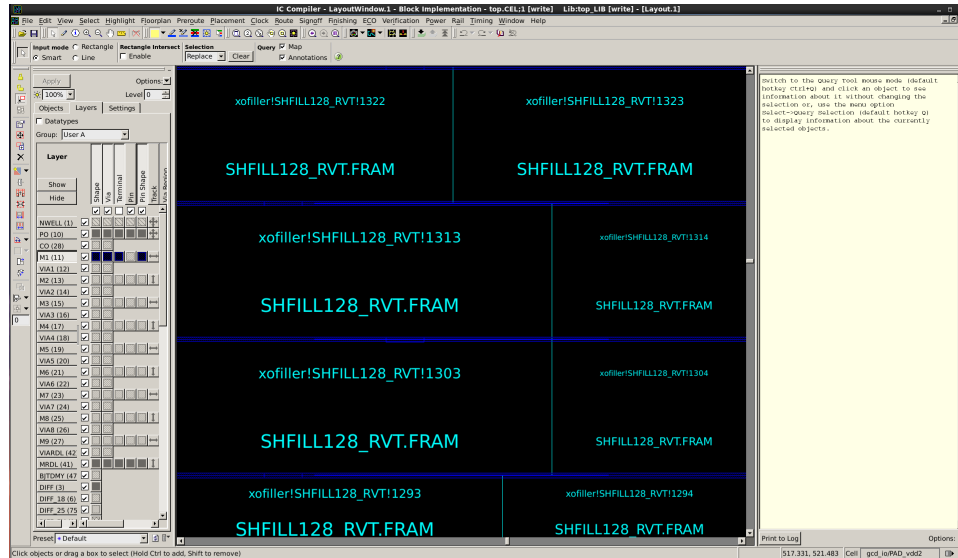 IC Compiler - LayoutWindow.1 - Block Implementation - top.CEL;1 [write]    Lib:top_LIB [write] - [Layout.1]
File Edit View Select Highlight Floorplan Preroute Placement Clock Route Signoff Finishing ECO Verification Power Rail Timing Window Help
Input mode Rectangle Rectangle Intersect Selection Query Map
Smart Line Enable Replace Clear Annotations
Apply Options:
100% Level 0
Objects Layers Settings
Datatypes
Group: User A
Layer
Show
Hide
Shape
Via
Terminal
Pin
Pin Shape
Track
Via Region
NWELL (1)
PO (10)
CO (28)
M1 (11)
VIA1 (12)
M2 (13)
VIA2 (14)
M3 (15)
VIA3 (16)
M4 (17)
VIA4 (18)
M5 (19)
VIA5 (20)
M6 (21)
VIA6 (22)
M7 (23)
VIA7 (24)
M8 (25)
VIA8 (26)
M9 (27)
VIARDL (42
MRDL (41)
BJTDMY (47
DIFF (3)
DIFF_18 (6)
DIFF_25 (75
Preset Default
0
xofiller!SHFILL128_RVT!1322
xofiller!SHFILL128_RVT!1323
SHFILL128_RVT.FRAM
SHFILL128_RVT.FRAM
xofiller!SHFILL128_RVT!1313
xofiller!SHFILL128_RVT!1314
SHFILL128_RVT.FRAM
SHFILL128_RVT.FRAM
xofiller!SHFILL128_RVT!1303
xofiller!SHFILL128_RVT!1304
SHFILL128_RVT.FRAM
SHFILL128_RVT.FRAM
xofiller!SHFILL128_RVT!1293
xofiller!SHFILL128_RVT!1294
SHFILL128_RVT.FRAM
SHFILL128_RVT.FRAM
Switch to the Query Tool mouse mode (default
hotkey Ctrl+Q) and click an object to see
information about it without changing the
selection or, use the menu option
Select->Query Selection (default hotkey Q)
to display information about the currently
selected objects.
Print to Log Options:
Click objects or drag a box to select (Hold Ctrl to add, Shift to remove)
517.331, 521.483 Cell gcd_io/PAD_vdd2